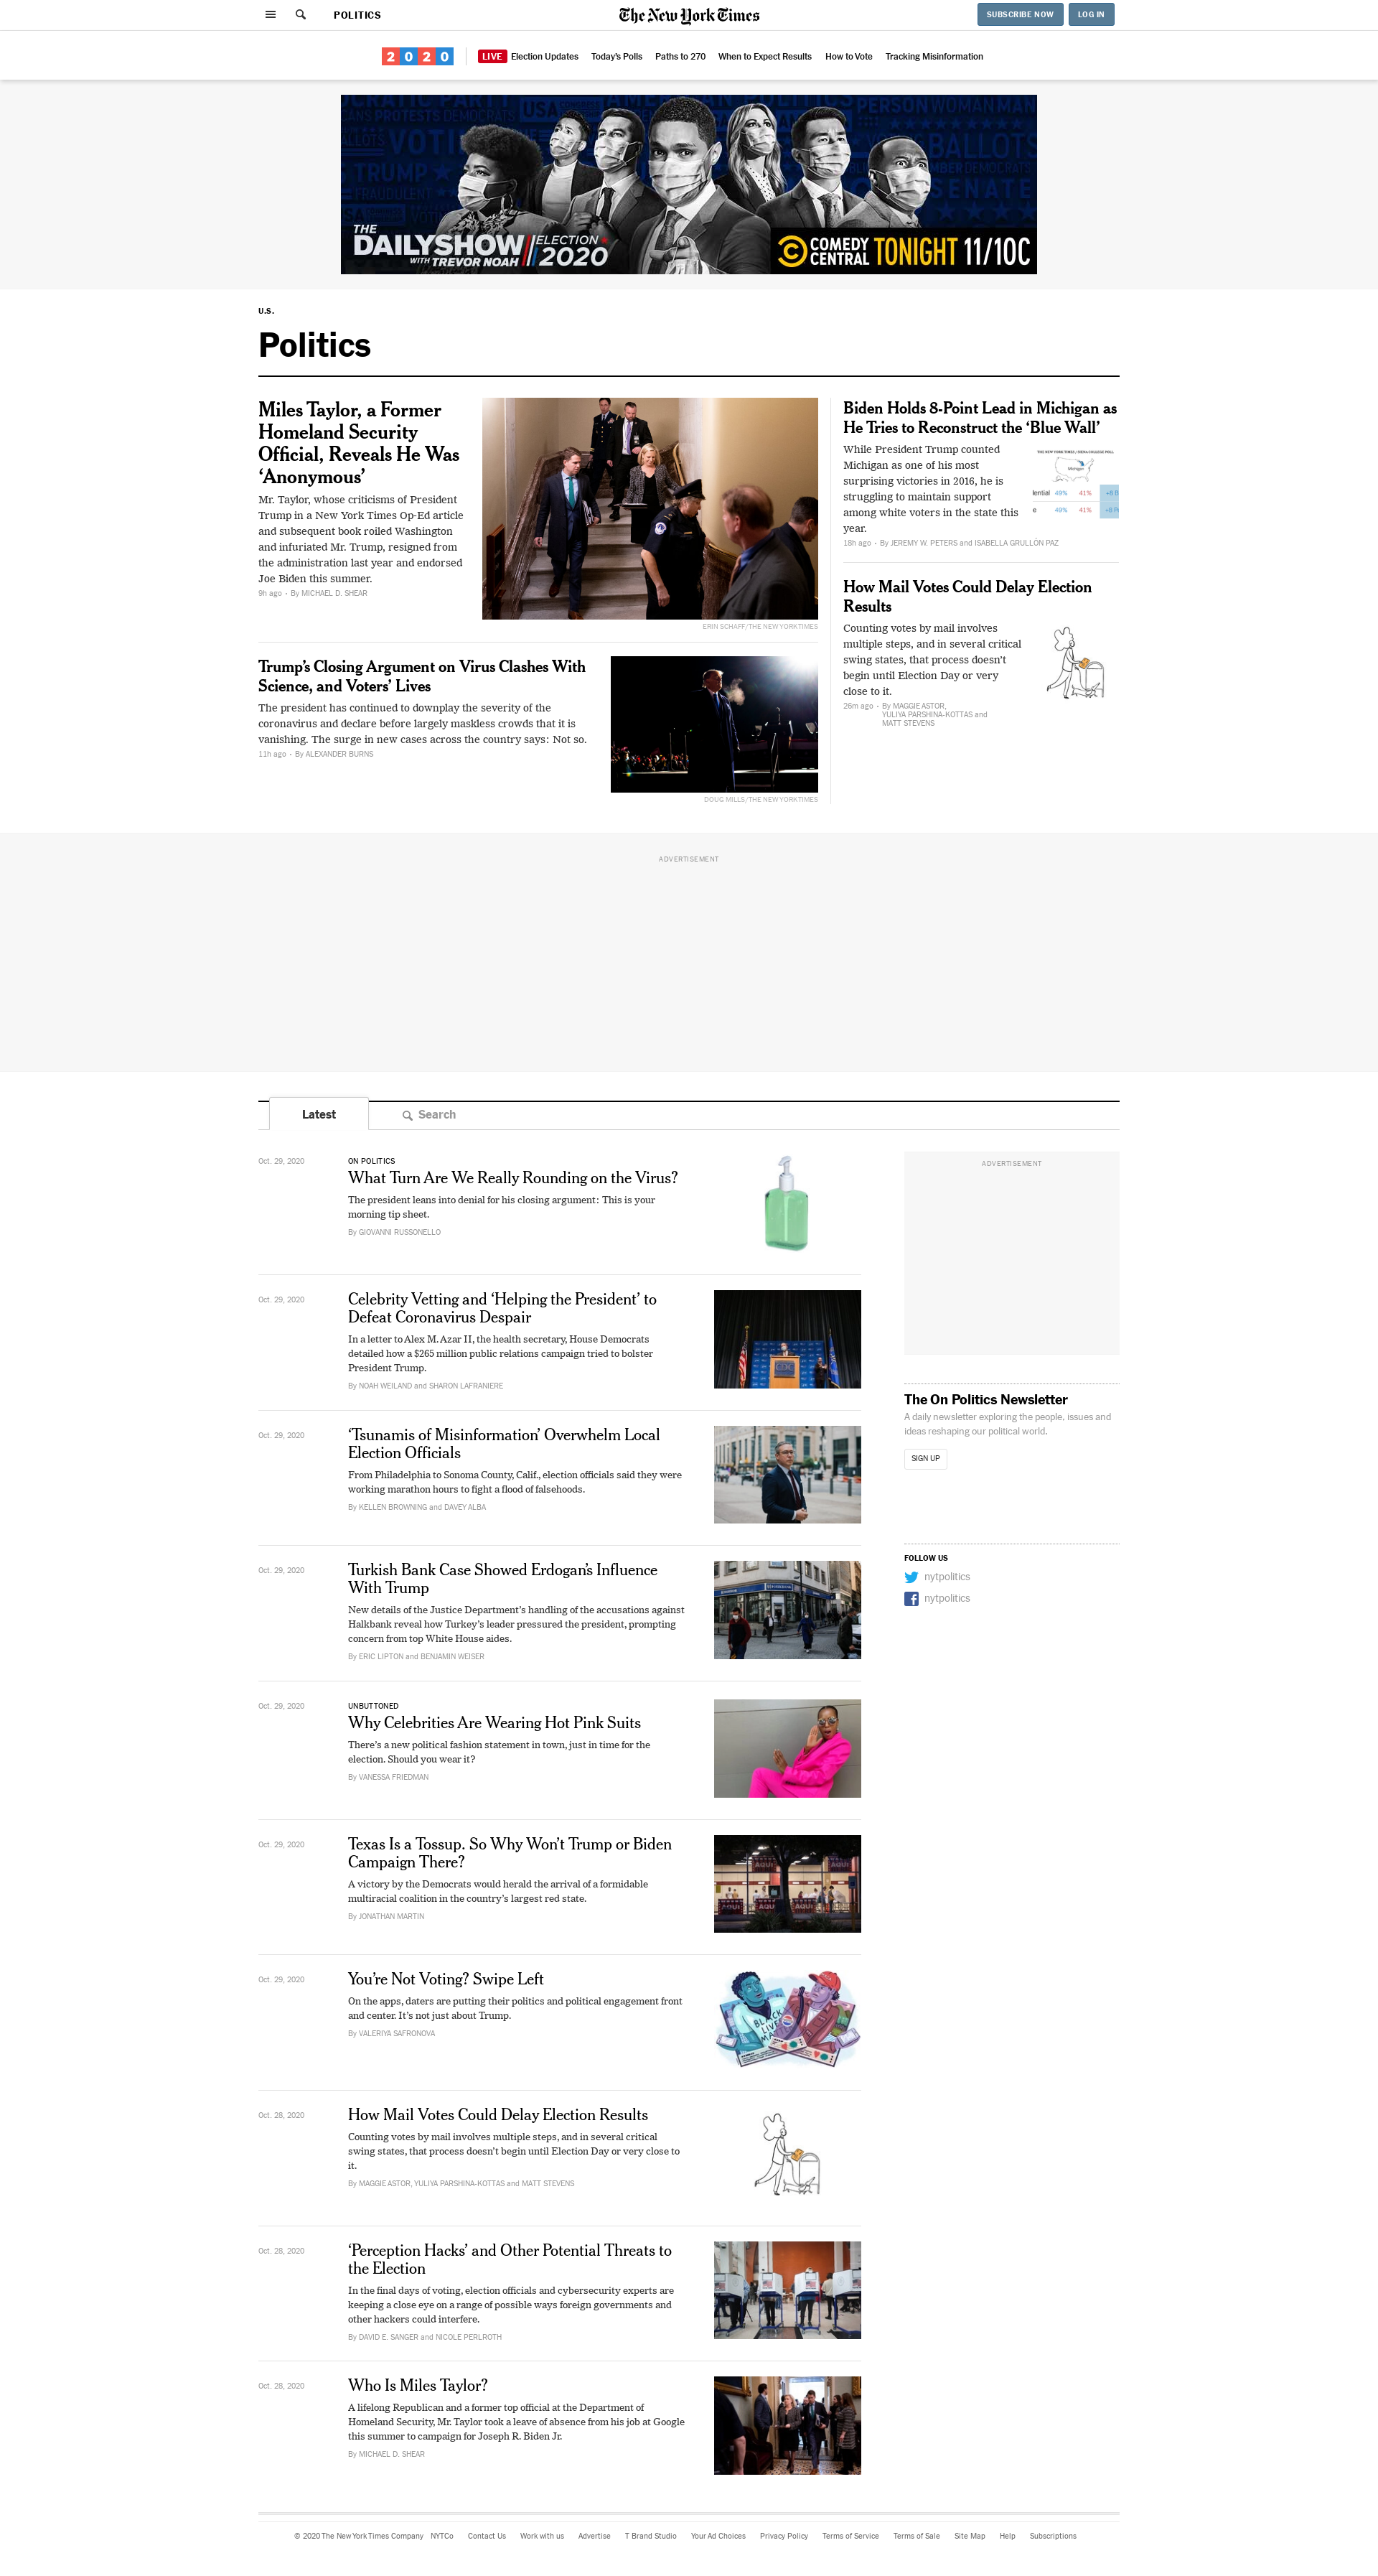 POLITICS
The New York Times
SUBSCRIBE NOW
LOG IN
2020
LIVE Election Updates
Today's Polls
Paths to 270
When to Expect Results
How to Vote
Tracking Misinformation
THE
DAILYSHOW
WITH TREVOR NOAH
ELECTION
2020
COMEDY
CENTRAL
TONIGHT 11/10C
U.S.
Politics
Miles Taylor, a Former
Homeland Security
Official, Reveals He Was
‘Anonymous’
Mr. Taylor, whose criticisms of President
Trump in a New York Times Op-Ed article
and subsequent book roiled Washington
and infuriated Mr. Trump, resigned from
the administration last year and endorsed
Joe Biden this summer.
9h ago • By MICHAEL D. SHEAR
ERIN SCHAFF/THE NEW YORK TIMES
Trump’s Closing Argument on Virus Clashes With
Science, and Voters’ Lives
The president has continued to downplay the severity of the
coronavirus and declare before largely maskless crowds that it is
vanishing. The surge in new cases across the country says: Not so.
11h ago • By ALEXANDER BURNS
DOUG MILLS/THE NEW YORK TIMES
Biden Holds 8-Point Lead in Michigan as
He Tries to Reconstruct the ‘Blue Wall’
While President Trump counted
Michigan as one of his most
surprising victories in 2016, he is
struggling to maintain support
among white voters in the state this
year.
THE NEW YORK TIMES/SIENA COLLEGE POLL
Michigan
49% 41%
49% 41%
18h ago • By JEREMY W. PETERS and ISABELLA GRULLÓN PAZ
How Mail Votes Could Delay Election
Results
Counting votes by mail involves
multiple steps, and in several critical
swing states, that process doesn’t
begin until Election Day or very
close to it.
26m ago • By MAGGIE ASTOR,
YULIYA PARSHINA-KOTTAS and
MATT STEVENS
ADVERTISEMENT
Latest
Search
Oct. 29, 2020
ON POLITICS
What Turn Are We Really Rounding on the Virus?
The president leans into denial for his closing argument: This is your
morning tip sheet.
By GIOVANNI RUSSONELLO
Oct. 29, 2020
Celebrity Vetting and ‘Helping the President’ to
Defeat Coronavirus Despair
In a letter to Alex M. Azar II, the health secretary, House Democrats
detailed how a $265 million public relations campaign tried to bolster
President Trump.
By NOAH WEILAND and SHARON LAFRANIERE
Oct. 29, 2020
‘Tsunamis of Misinformation’ Overwhelm Local
Election Officials
From Philadelphia to Sonoma County, Calif., election officials said they were
working marathon hours to fight a flood of falsehoods.
By KELLEN BROWNING and DAVEY ALBA
Oct. 29, 2020
Turkish Bank Case Showed Erdogan’s Influence
With Trump
New details of the Justice Department’s handling of the accusations against
Halkbank reveal how Turkey’s leader pressured the president, prompting
concern from top White House aides.
By ERIC LIPTON and BENJAMIN WEISER
Oct. 29, 2020
UNBUTTONED
Why Celebrities Are Wearing Hot Pink Suits
There’s a new political fashion statement in town, just in time for the
election. Should you wear it?
By VANESSA FRIEDMAN
Oct. 29, 2020
Texas Is a Tossup. So Why Won’t Trump or Biden
Campaign There?
A victory by the Democrats would herald the arrival of a formidable
multiracial coalition in the country’s largest red state.
By JONATHAN MARTIN
Oct. 29, 2020
You’re Not Voting? Swipe Left
On the apps, daters are putting their politics and political engagement front
and center. It’s not just about Trump.
By VALERIYA SAFRONOVA
Oct. 28, 2020
How Mail Votes Could Delay Election Results
Counting votes by mail involves multiple steps, and in several critical
swing states, that process doesn’t begin until Election Day or very close to
it.
By MAGGIE ASTOR, YULIYA PARSHINA-KOTTAS and MATT STEVENS
Oct. 28, 2020
‘Perception Hacks’ and Other Potential Threats to
the Election
In the final days of voting, election officials and cybersecurity experts are
keeping a close eye on a range of possible ways foreign governments and
other hackers could interfere.
By DAVID E. SANGER and NICOLE PERLROTH
Oct. 28, 2020
Who Is Miles Taylor?
A lifelong Republican and a former top official at the Department of
Homeland Security, Mr. Taylor took a leave of absence from his job at Google
this summer to campaign for Joseph R. Biden Jr.
By MICHAEL D. SHEAR
ADVERTISEMENT
The On Politics Newsletter
A daily newsletter exploring the people, issues and
ideas reshaping our political world.
SIGN UP
FOLLOW US
nytpolitics
nytpolitics
© 2020 The New York Times Company NYTCo Contact Us Work with us Advertise T Brand Studio Your Ad Choices Privacy Policy Terms of Service Terms of Sale Site Map Help Subscriptions